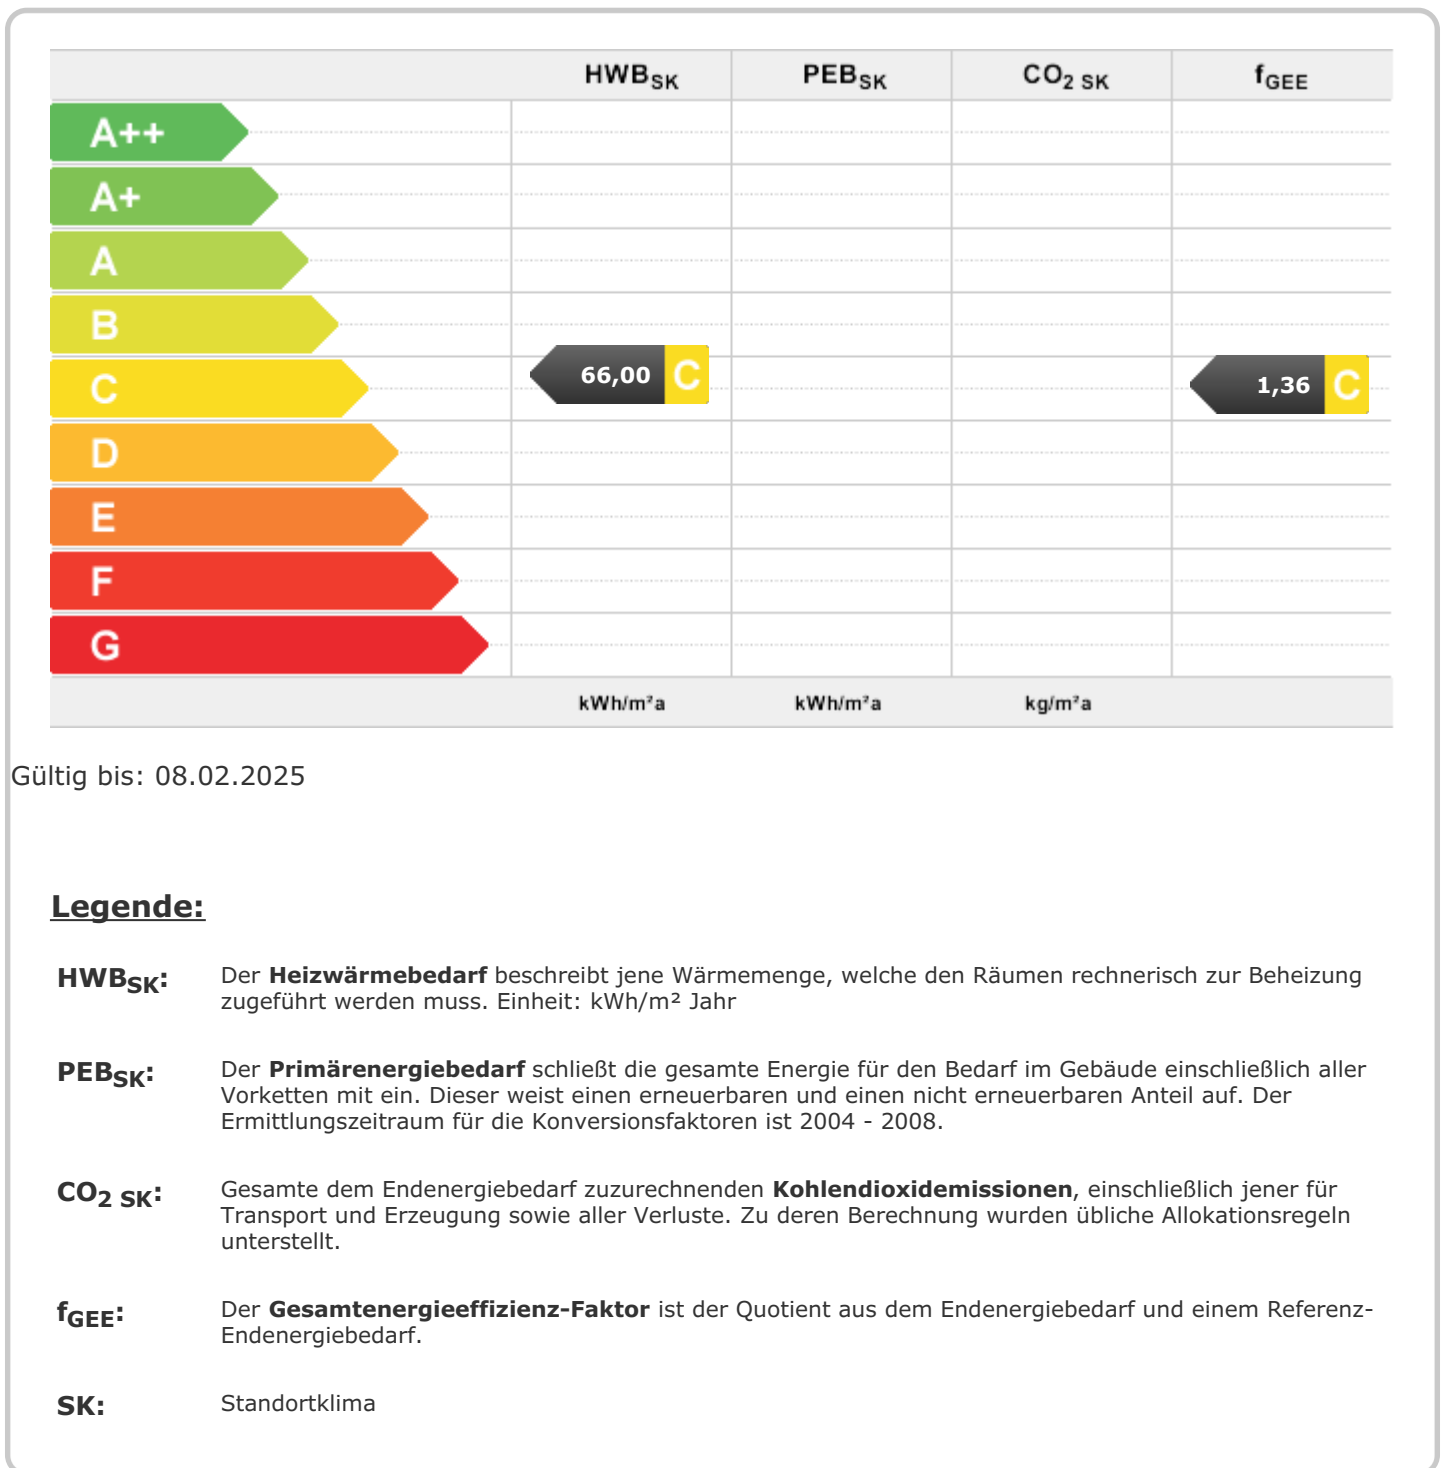 HWBSK PEBSK CO2 SK fGEE
A++
A+
A
B
C 66,00 C 1,36 C
D
E
F
G
kWh/m²a kWh/m²a kg/m²a
Gültig bis: 08.02.2025
Legende:
HWBSK: Der Heizwärmebedarf beschreibt jene Wärmemenge, welche den Räumen rechnerisch zur Beheizung
zugeführt werden muss. Einheit: kWh/m² Jahr
PEBSK: Der Primärenergiebedarf schließt die gesamte Energie für den Bedarf im Gebäude einschließlich aller
Vorketten mit ein. Dieser weist einen erneuerbaren und einen nicht erneuerbaren Anteil auf. Der
Ermittlungszeitraum für die Konversionsfaktoren ist 2004 - 2008.
CO2 SK: Gesamte dem Endenergiebedarf zuzurechnenden Kohlendioxidemissionen, einschließlich jener für
Transport und Erzeugung sowie aller Verluste. Zu deren Berechnung wurden übliche Allokationsregeln
unterstellt.
fGEE: Der Gesamtenergieeffizienz-Faktor ist der Quotient aus dem Endenergiebedarf und einem Referenz-
Endenergiebedarf.
SK: Standortklima